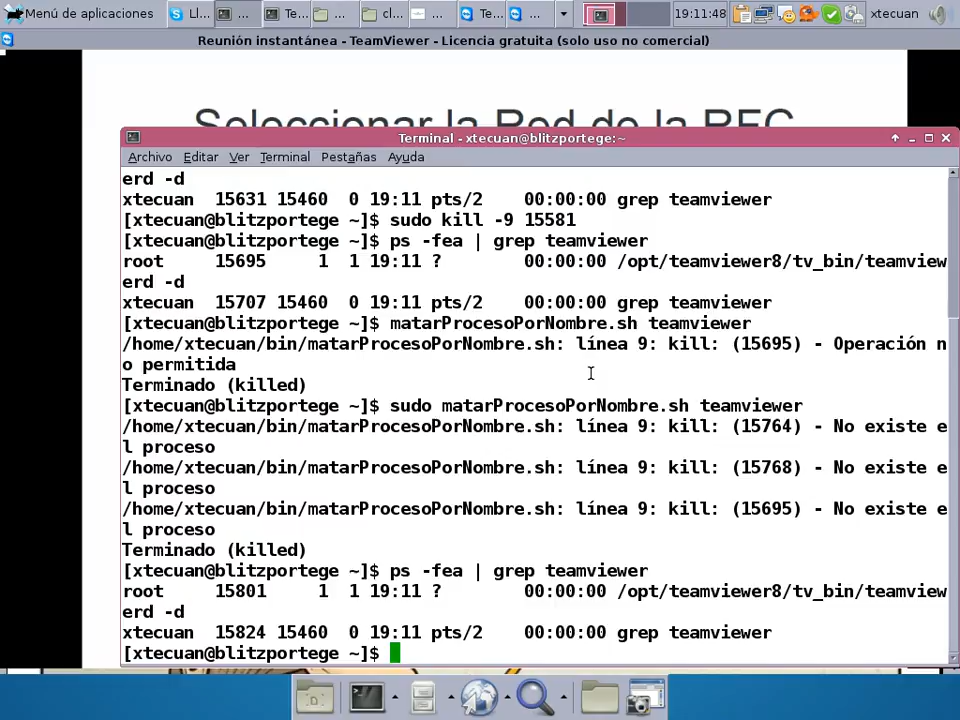 Menú de aplicaciones
Ll...
...
Te...
...
cl...
...
Te...
...
19:11:48
xtecuan
Reunión instantánea - TeamViewer - Licencia gratuita (solo uso no comercial)
Seleccionar la Red de la RFC
Terminal - xtecuan@blitzportege:~
Archivo Editar Ver Terminal Pestañas Ayuda
erd -d
xtecuan 15631 15460 0 19:11 pts/2 00:00:00 grep teamviewer
[xtecuan@blitzportege ~]$ sudo kill -9 15581
[xtecuan@blitzportege ~]$ ps -fea | grep teamviewer
root 15695 1 1 19:11 ? 00:00:00 /opt/teamviewer8/tv_bin/teamview
erd -d
xtecuan 15707 15460 0 19:11 pts/2 00:00:00 grep teamviewer
[xtecuan@blitzportege ~]$ matarProcesoPorNombre.sh teamviewer
/home/xtecuan/bin/matarProcesoPorNombre.sh: línea 9: kill: (15695) - Operación n
o permitida
Terminado (killed)
[xtecuan@blitzportege ~]$ sudo matarProcesoPorNombre.sh teamviewer
/home/xtecuan/bin/matarProcesoPorNombre.sh: línea 9: kill: (15764) - No existe e
l proceso
/home/xtecuan/bin/matarProcesoPorNombre.sh: línea 9: kill: (15768) - No existe e
l proceso
/home/xtecuan/bin/matarProcesoPorNombre.sh: línea 9: kill: (15695) - No existe e
l proceso
Terminado (killed)
[xtecuan@blitzportege ~]$ ps -fea | grep teamviewer
root 15801 1 1 19:11 ? 00:00:00 /opt/teamviewer8/tv_bin/teamview
erd -d
xtecuan 15824 15460 0 19:11 pts/2 00:00:00 grep teamviewer
[xtecuan@blitzportege ~]$